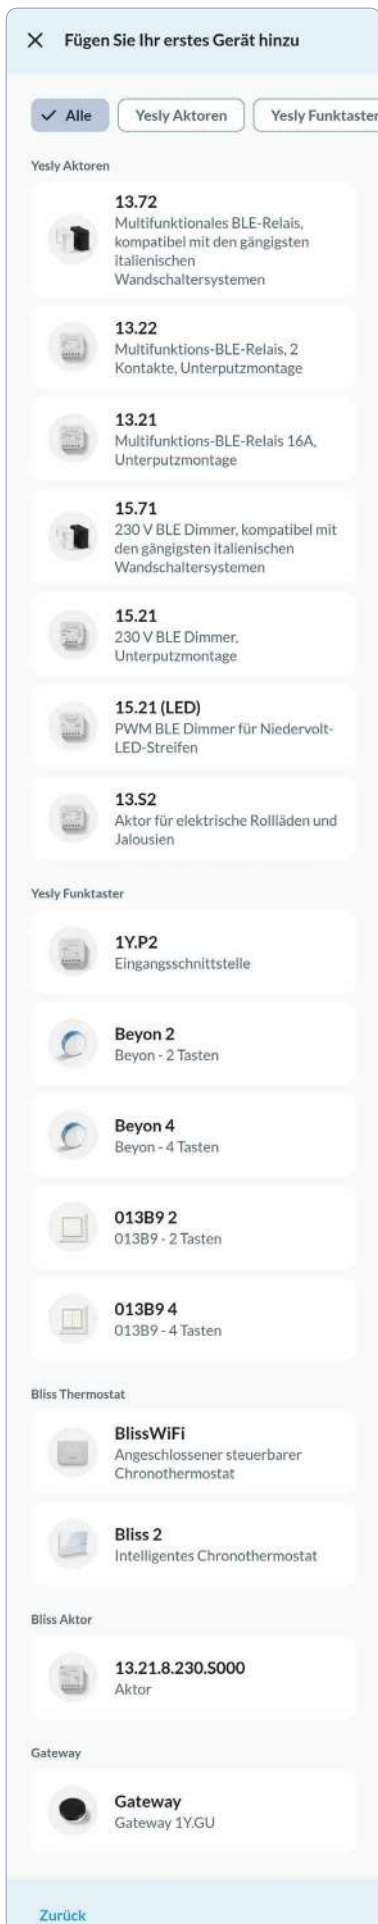 Fügen Sie Ihr erstes Gerät hinzu
Alle
Yesly Aktoren
Yesly Funktaster
Yesly Aktoren
13.72
Multifunktionales BLE-Relais,
kompatibel mit den gängigsten
italienischen
Wandschaltersystemen
13.22
Multifunktions-BLE-Relais, 2
Kontakte, Unterputzmontage
13.21
Multifunktions-BLE-Relais 16A,
Unterputzmontage
15.71
230 V BLE Dimmer, kompatibel mit
den gängigsten italienischen
Wandschaltersystemen
15.21
230 V BLE Dimmer,
Unterputzmontage
15.21 (LED)
PWM BLE Dimmer für Niedervolt-
LED-Streifen
13.S2
Aktor für elektrische Rollläden und
Jalousien
Yesly Funktaster
1Y.P2
Eingangsschnittstelle
Beyon 2
Beyon - 2 Tasten
Beyon 4
Beyon - 4 Tasten
013B9 2
013B9 - 2 Tasten
013B9 4
013B9 - 4 Tasten
Bliss Thermostat
BlissWiFi
Angeschlossener steuerbarer
Chronothermostat
Bliss 2
Intelligentes Chronothermostat
Bliss Aktor
13.21.8.230.S000
Aktor
Gateway
Gateway
Gateway 1Y.GU
Zurück